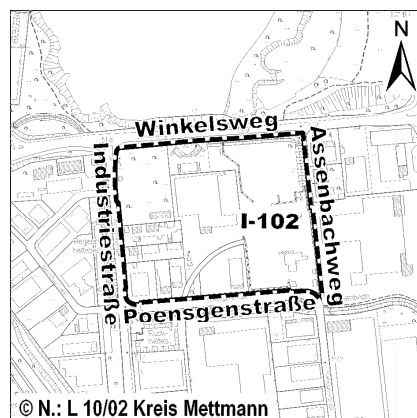 N
Winkelsweg
Industriestraße
Assenbachweg
I-102
Poensgenstraße
© N.: L 10/02 Kreis Mettmann